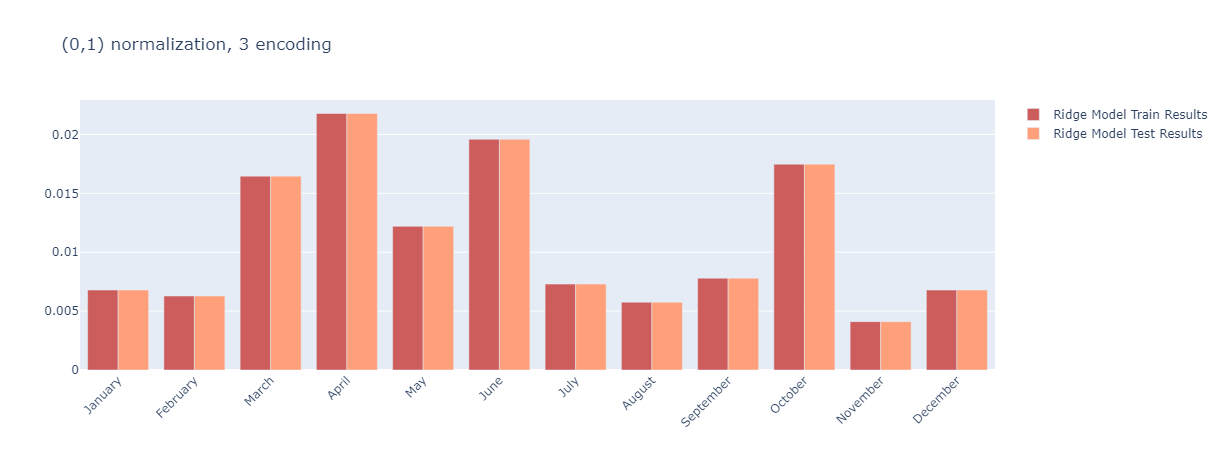 (0,1) normalization, 3 encoding
Ridge Model Train Results
Ridge Model Test Results
0.02
0.015
0.01
0.005
0
January
February
March
April
May
June
July
August
September
October
November
December